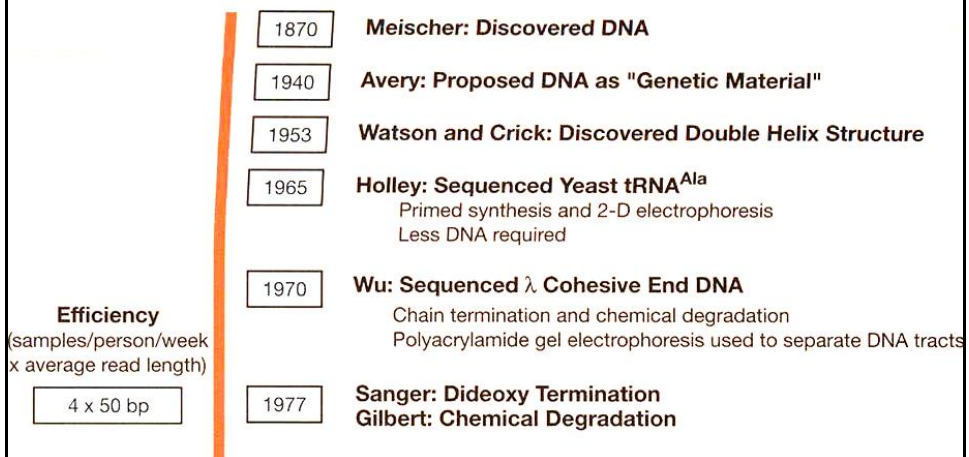 1870
Meischer: Discovered DNA
1940
Avery: Proposed DNA as "Genetic Material"
1953
Watson and Crick: Discovered Double Helix Structure
1965
Holley: Sequenced Yeast tRNAAla
Primed synthesis and 2-D electrophoresis
Less DNA required
1970
Wu: Sequenced λ Cohesive End DNA
Chain termination and chemical degradation
Polyacrylamide gel electrophoresis used to separate DNA tracts
Efficiency
(samples/person/week
x average read length)
4 x 50 bp
1977
Sanger: Dideoxy Termination
Gilbert: Chemical Degradation